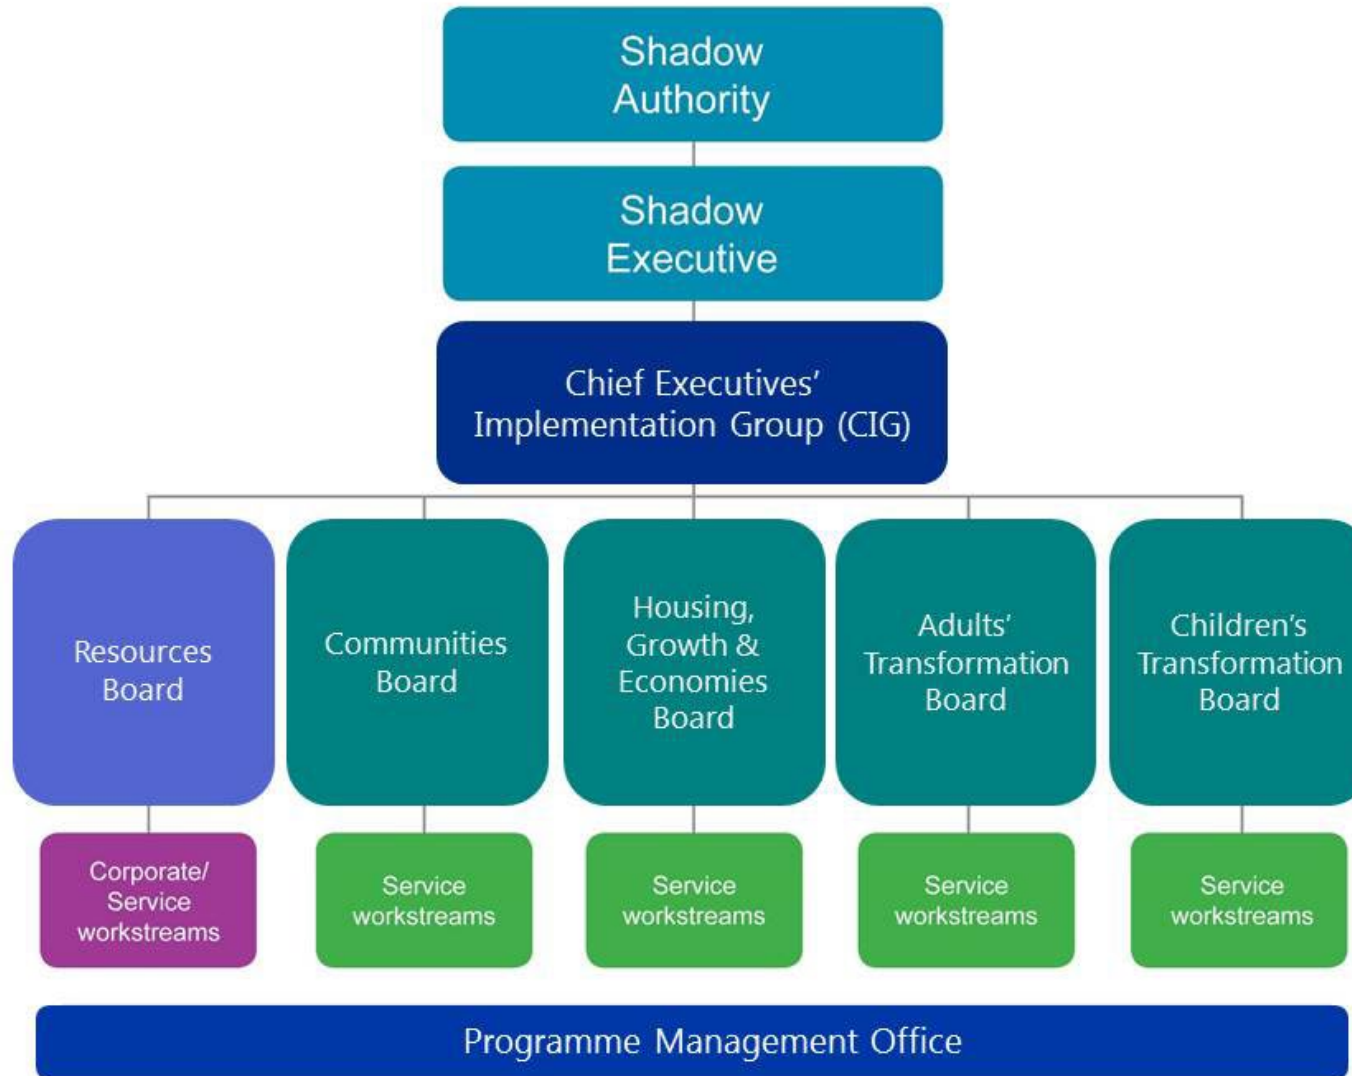 Shadow
Authority
Shadow
Executive
Chief Executives’
Implementation Group (CIG)
Resources
Board
Communities
Board
Housing,
Growth &
Economies
Board
Adults’
Transformation
Board
Children’s
Transformation
Board
Corporate/
Service
workstreams
Service
workstreams
Service
workstreams
Service
workstreams
Service
workstreams
Programme Management Office